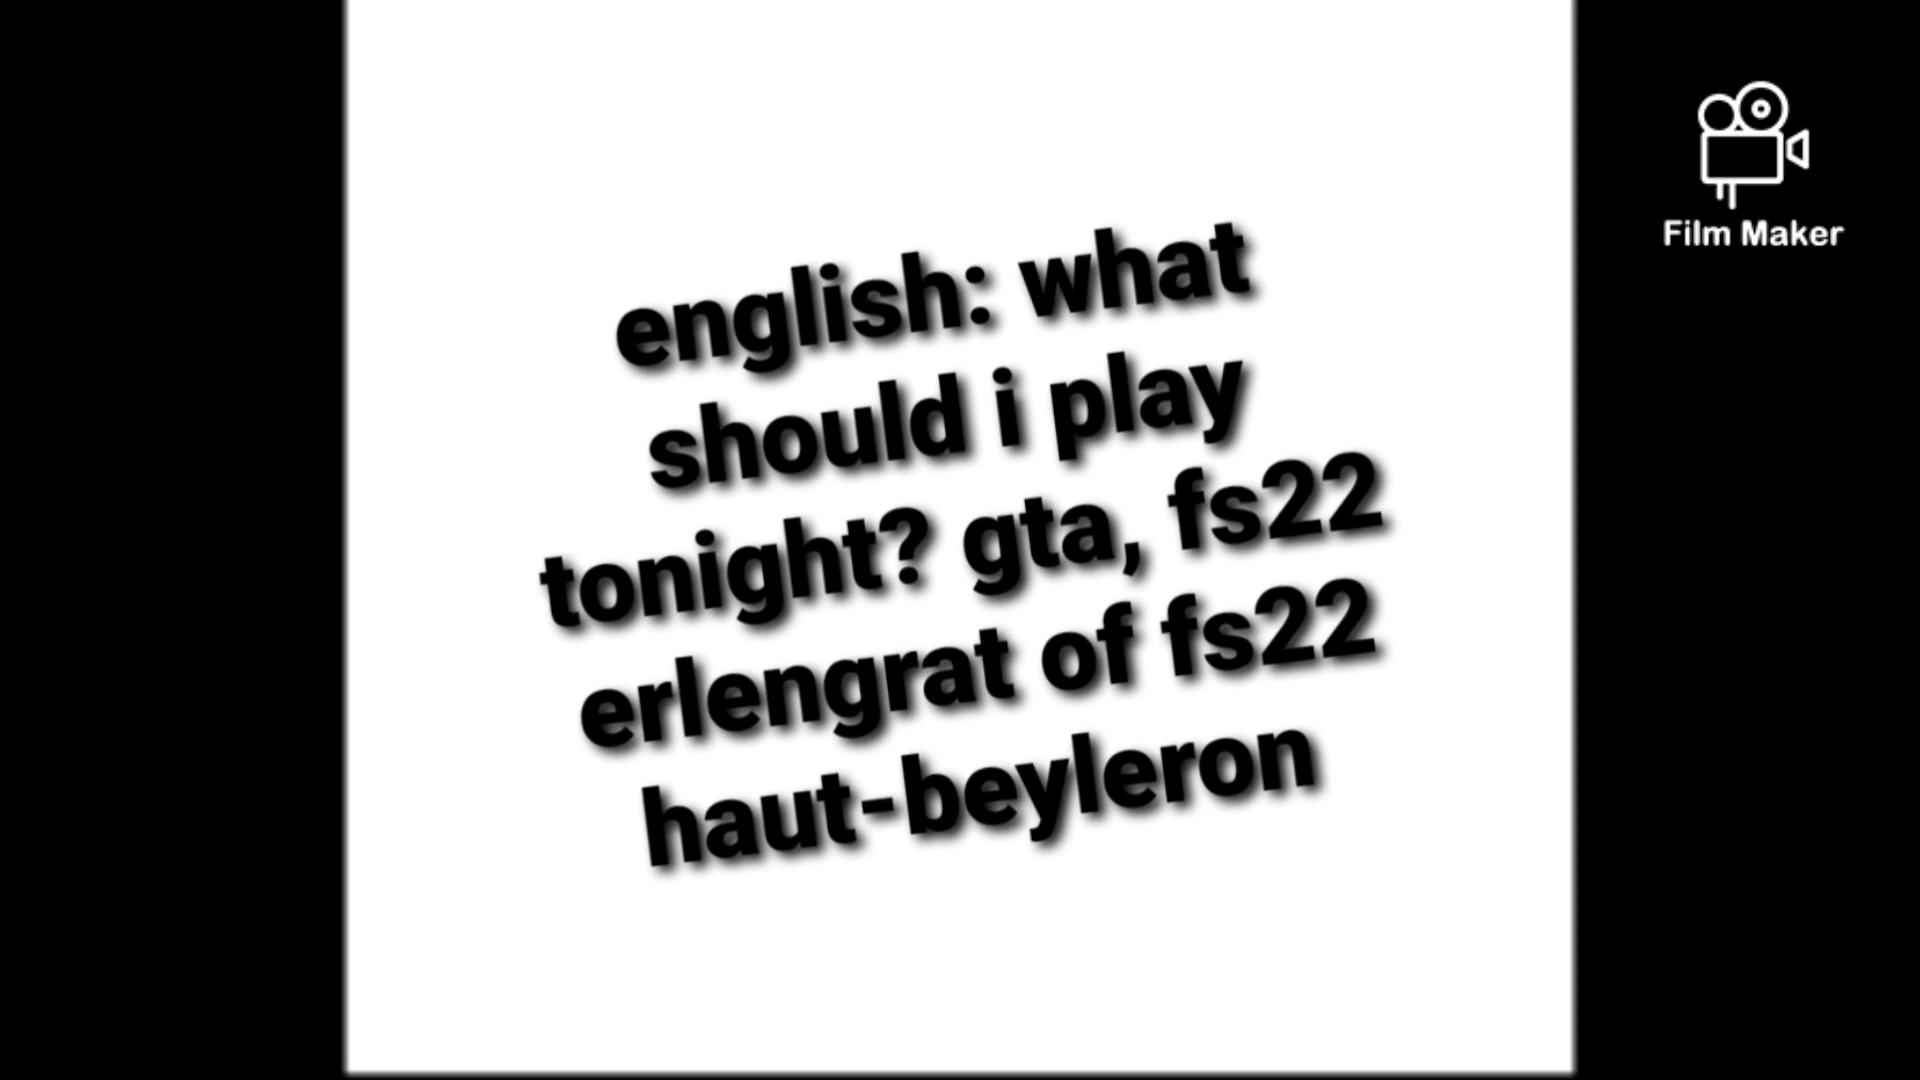 english: what
should i play
tonight? gta, fs22
erlengrat of fs22
haut-beyleron
Film Maker